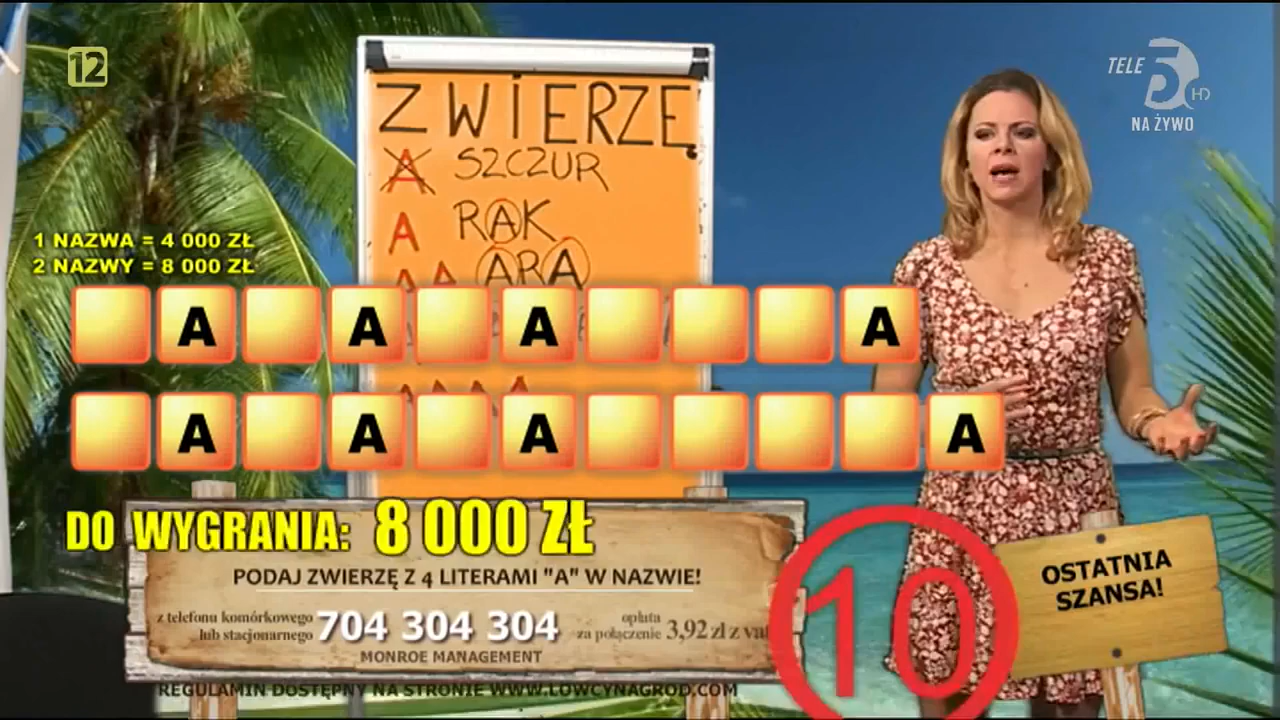 12
TELE 5 HD
NA ŻYWO
ZWIERZĘ
A SZCZUR
A RAK
A A ARA
1 NAZWA = 4 000 ZŁ
2 NAZWY = 8 000 ZŁ
A A A A
A A A A
DO WYGRANIA: 8 000 ZŁ
PODAJ ZWIERZĘ Z 4 LITERAMI "A" W NAZWIE!
z telefonu komórkowego
lub stacjonarnego
704 304 304
opłata
za połączenie 3,92 zł z vat
MONROE MANAGEMENT
REGULAMIN DOSTĘPNY NA STRONIE WWW.LOWCYNAGROD.COM
10
OSTATNIA
SZANSA!